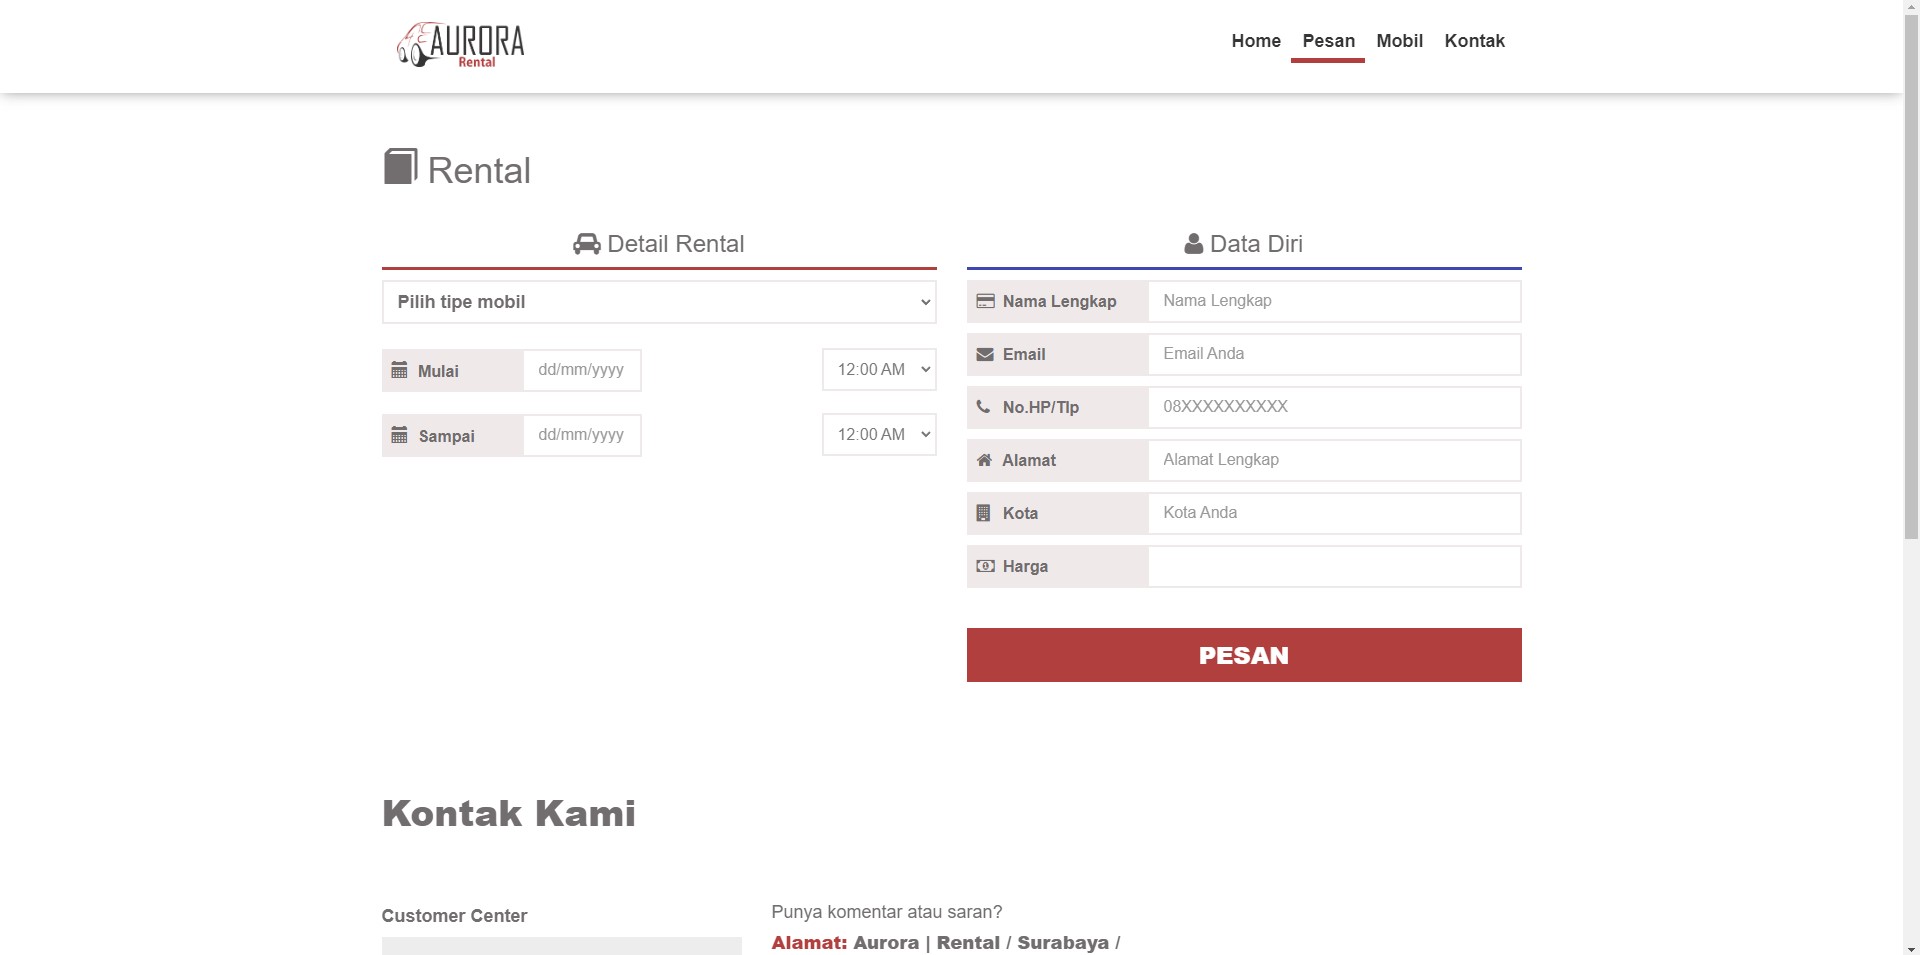 AURORA
Rental
Home Pesan Mobil Kontak
Rental
Detail Rental
Pilih tipe mobil
Mulai dd/mm/yyyy 12:00 AM
Sampai dd/mm/yyyy 12:00 AM
Data Diri
Nama Lengkap Nama Lengkap
Email Email Anda
No.HP/Tlp 08XXXXXXXXXX
Alamat Alamat Lengkap
Kota Kota Anda
Harga
PESAN
Kontak Kami
Customer Center
Punya komentar atau saran?
Alamat: Aurora | Rental / Surabaya /